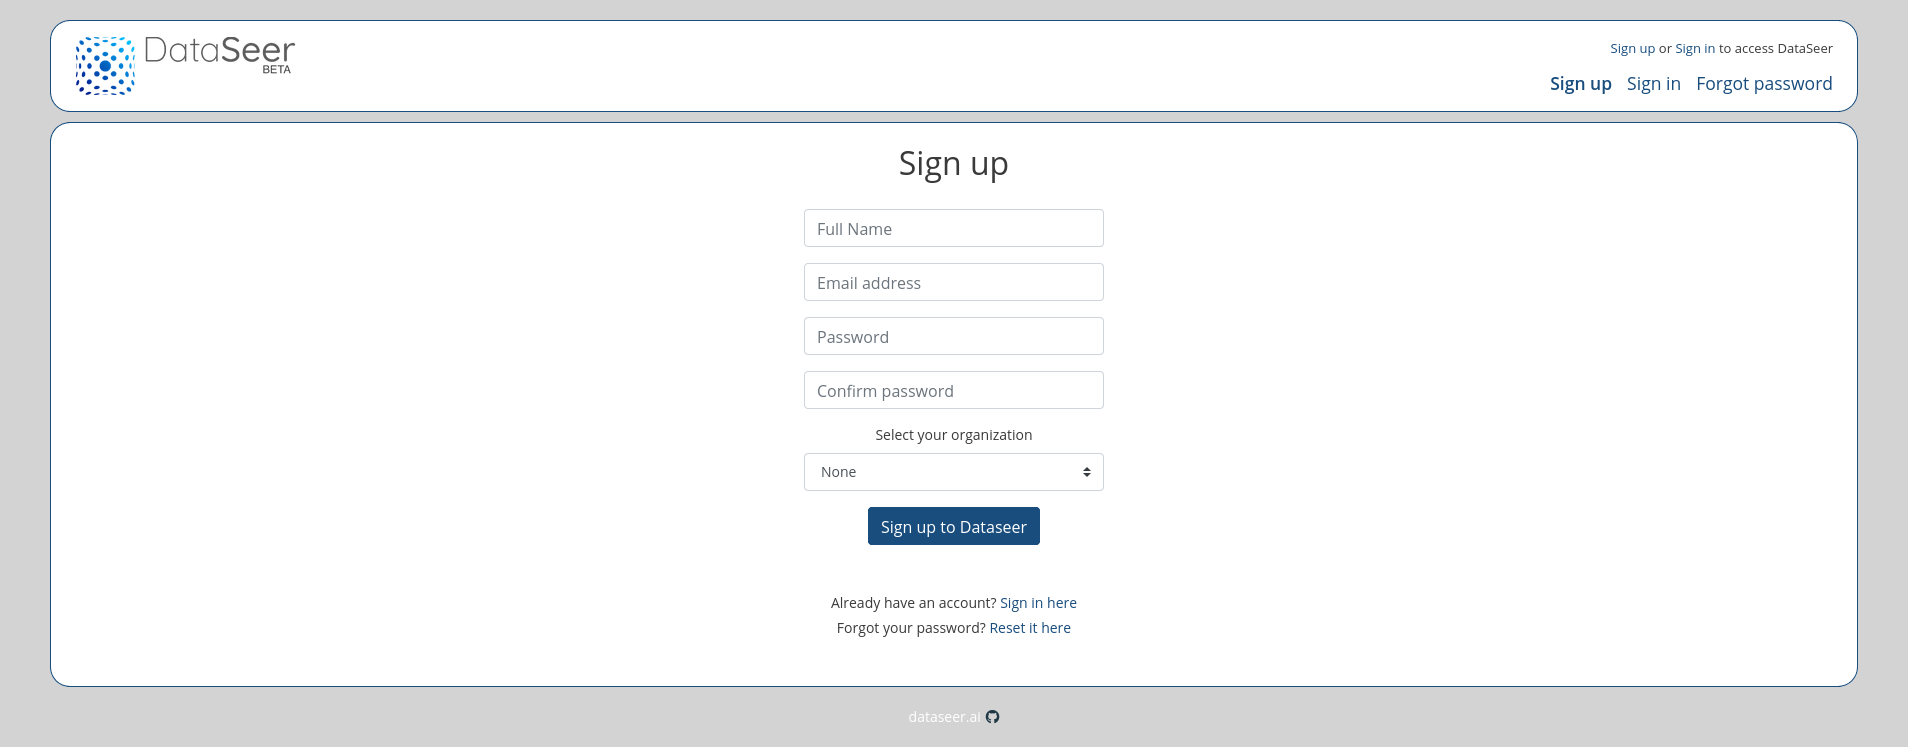 DataSeer
BETA
Sign up or Sign in to access DataSeer
Sign up Sign in Forgot password
Sign up
Full Name
Email address
Password
Confirm password
Select your organization
None
Sign up to Dataseer
Already have an account? Sign in here
Forgot your password? Reset it here
dataseer.ai